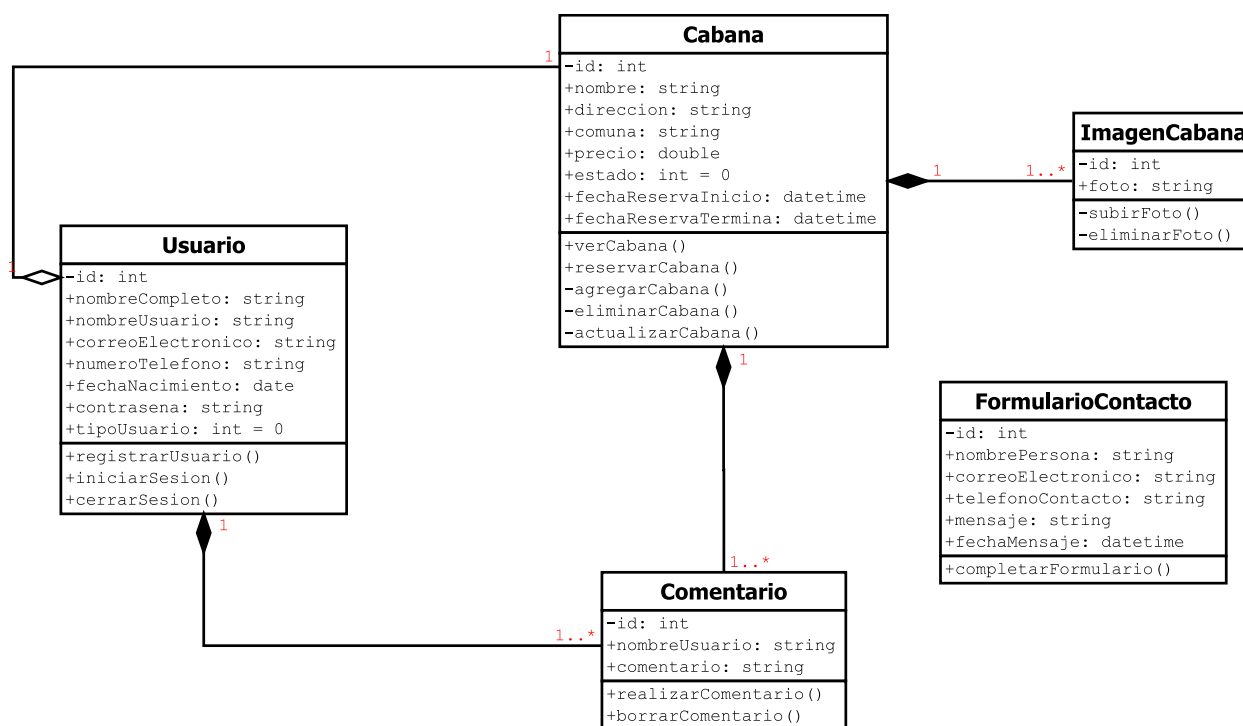 Cabana
-id: int
+nombre: string
+direccion: string
+comuna: string
+precio: double
+estado: int = 0
+fechaReservaInicio: datetime
+fechaReservaTermina: datetime
+verCabana()
+reservarCabana()
-agregarCabana()
-eliminarCabana()
-actualizarCabana()
1
1
1
1..*
ImagenCabana
-id: int
+foto: string
-subirFoto()
-eliminarFoto()
Usuario
-id: int
+nombreCompleto: string
+nombreUsuario: string
+correoElectronico: string
+numeroTelefono: string
+fechaNacimiento: date
+contrasena: string
+tipoUsuario: int = 0
+registrarUsuario()
+iniciarSesion()
+cerrarSesion()
1
1..*
1
1..*
FormularioContacto
-id: int
+nombrePersona: string
+correoElectronico: string
+telefonoContacto: string
+mensaje: string
+fechaMensaje: datetime
+completarFormulario()
Comentario
-id: int
+nombreUsuario: string
+comentario: string
+realizarComentario()
+borrarComentario()